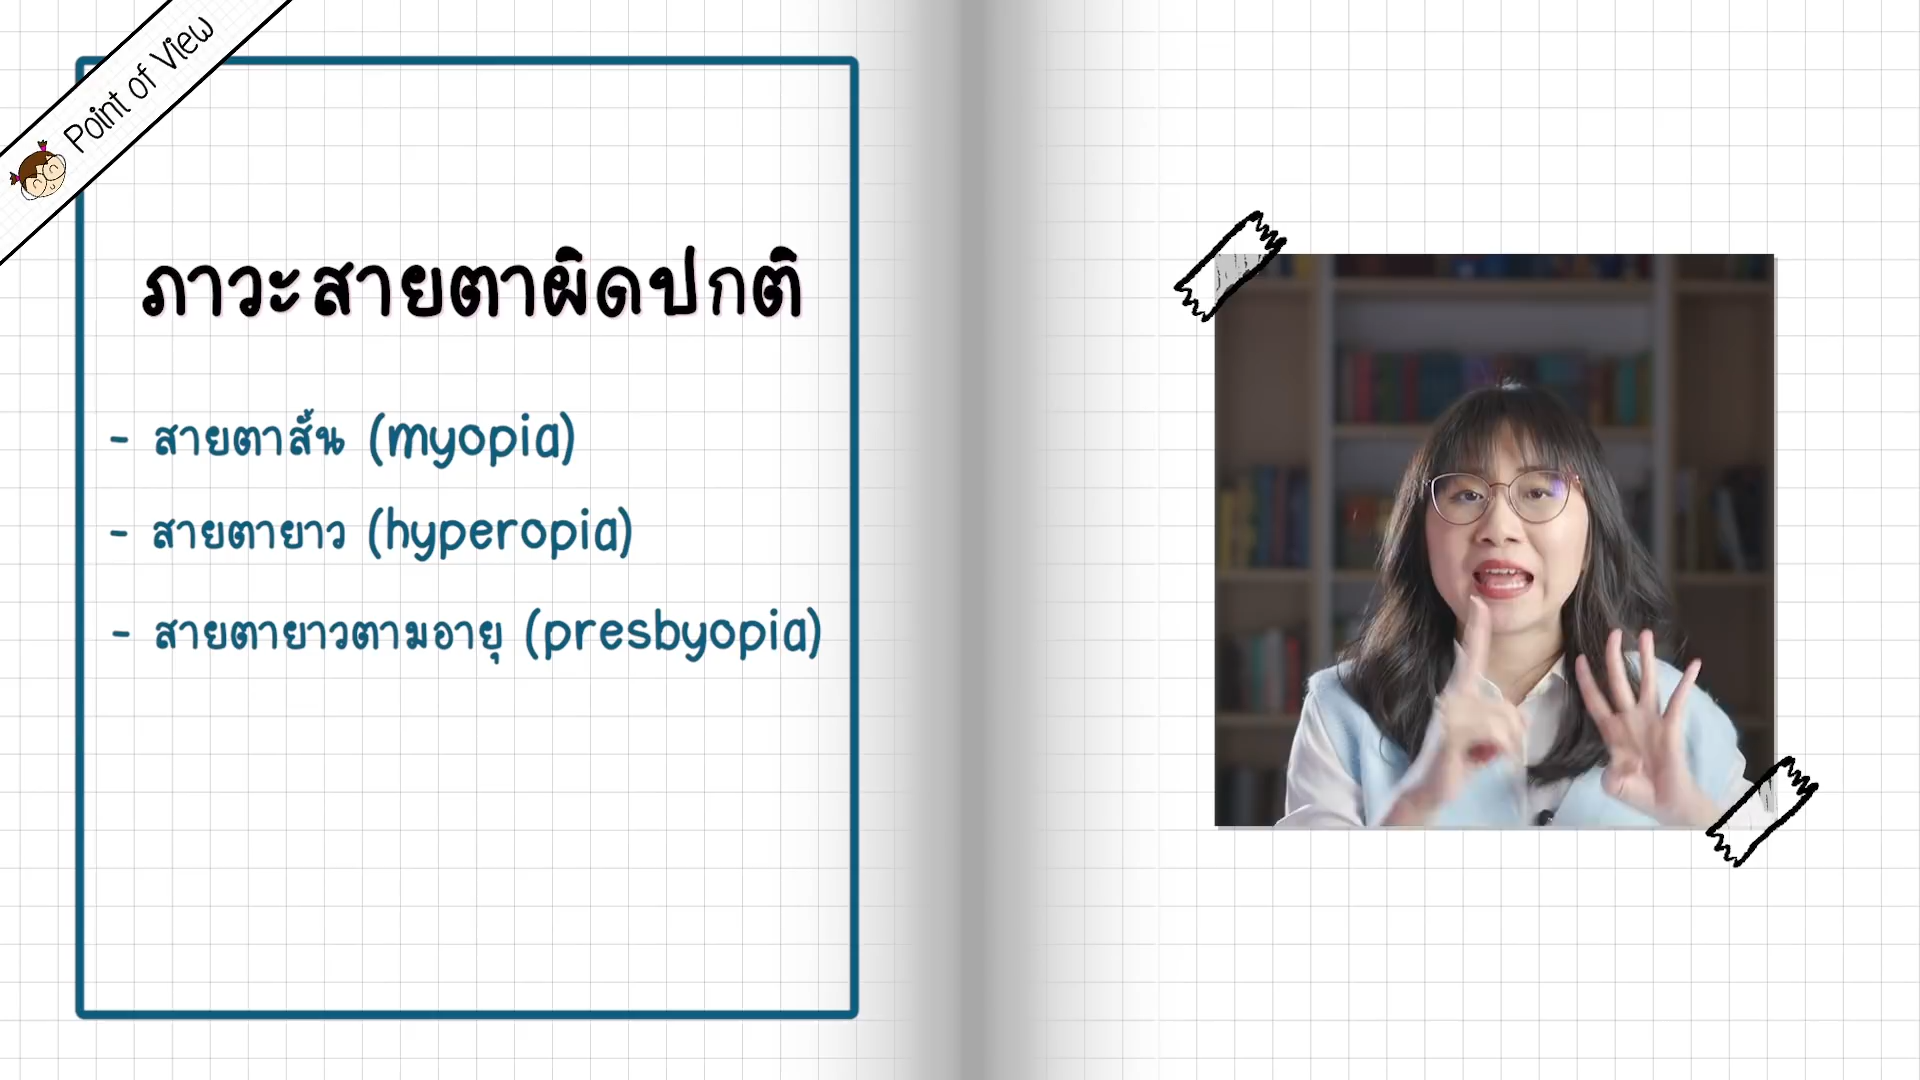 Point of View
ภาวะสายตาผิดปกติ
- สายตาสั้น (myopia)
- สายตายาว (hyperopia)
- สายตายาวตามอายุ (presbyopia)